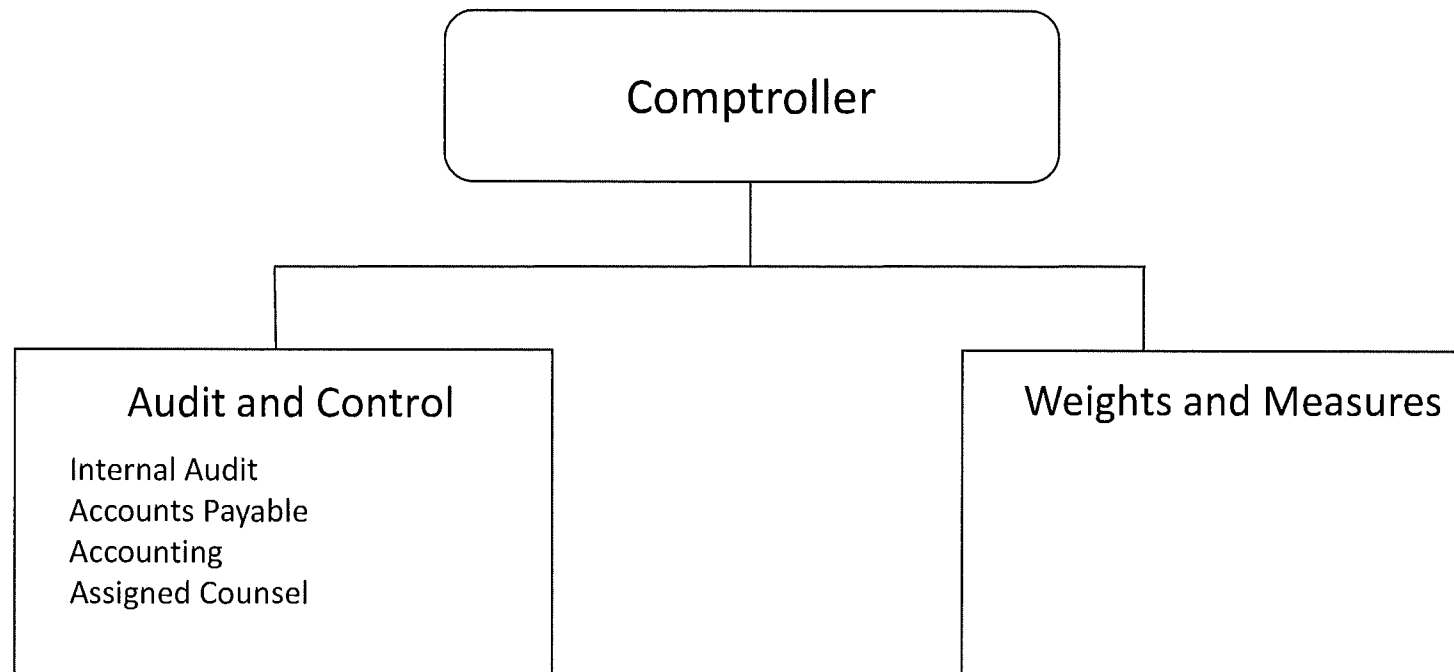 Comptroller
Audit and Control
Internal Audit
Accounts Payable
Accounting
Assigned Counsel
Weights and Measures